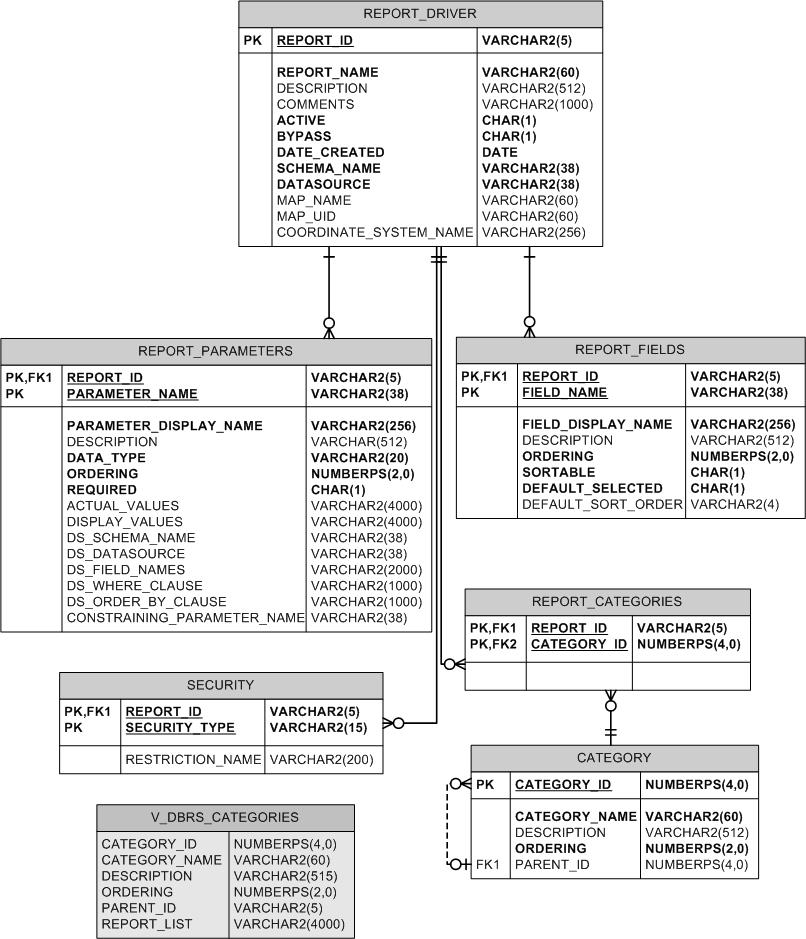 REPORT_DRIVER
PK REPORT_ID VARCHAR2(5)
REPORT_NAME VARCHAR2(60)
DESCRIPTION VARCHAR2(512)
COMMENTS VARCHAR2(1000)
ACTIVE CHAR(1)
BYPASS CHAR(1)
DATE_CREATED DATE
SCHEMA_NAME VARCHAR2(38)
DATASOURCE VARCHAR2(38)
MAP_NAME VARCHAR2(60)
MAP_UID VARCHAR2(60)
COORDINATE_SYSTEM_NAME VARCHAR2(256)
REPORT_PARAMETERS
PK,FK1 REPORT_ID VARCHAR2(5)
PK PARAMETER_NAME VARCHAR2(38)
PARAMETER_DISPLAY_NAME VARCHAR2(256)
DESCRIPTION VARCHAR(512)
DATA_TYPE VARCHAR2(20)
ORDERING NUMBERPS(2,0)
REQUIRED CHAR(1)
ACTUAL_VALUES VARCHAR2(4000)
DISPLAY_VALUES VARCHAR2(4000)
DS_SCHEMA_NAME VARCHAR2(38)
DS_DATASOURCE VARCHAR2(38)
DS_FIELD_NAMES VARCHAR2(2000)
DS_WHERE_CLAUSE VARCHAR2(1000)
DS_ORDER_BY_CLAUSE VARCHAR2(1000)
CONSTRAINING_PARAMETER_NAME VARCHAR2(38)
REPORT_FIELDS
PK,FK1 REPORT_ID VARCHAR2(5)
PK FIELD_NAME VARCHAR2(38)
FIELD_DISPLAY_NAME VARCHAR2(256)
DESCRIPTION VARCHAR2(512)
ORDERING NUMBERPS(2,0)
SORTABLE CHAR(1)
DEFAULT_SELECTED CHAR(1)
DEFAULT_SORT_ORDER VARCHAR2(4)
REPORT_CATEGORIES
PK,FK1 REPORT_ID VARCHAR2(5)
PK,FK2 CATEGORY_ID NUMBERPS(4,0)
SECURITY
PK,FK1 REPORT_ID VARCHAR2(5)
PK SECURITY_TYPE VARCHAR2(15)
RESTRICTION_NAME VARCHAR2(200)
CATEGORY
PK CATEGORY_ID NUMBERPS(4,0)
CATEGORY_NAME VARCHAR2(60)
DESCRIPTION VARCHAR2(512)
ORDERING NUMBERPS(2,0)
FK1 PARENT_ID NUMBERPS(4,0)
V_DBRS_CATEGORIES
CATEGORY_ID NUMBERPS(4,0)
CATEGORY_NAME VARCHAR2(60)
DESCRIPTION VARCHAR2(515)
ORDERING NUMBERPS(2,0)
PARENT_ID VARCHAR2(5)
REPORT_LIST VARCHAR2(4000)